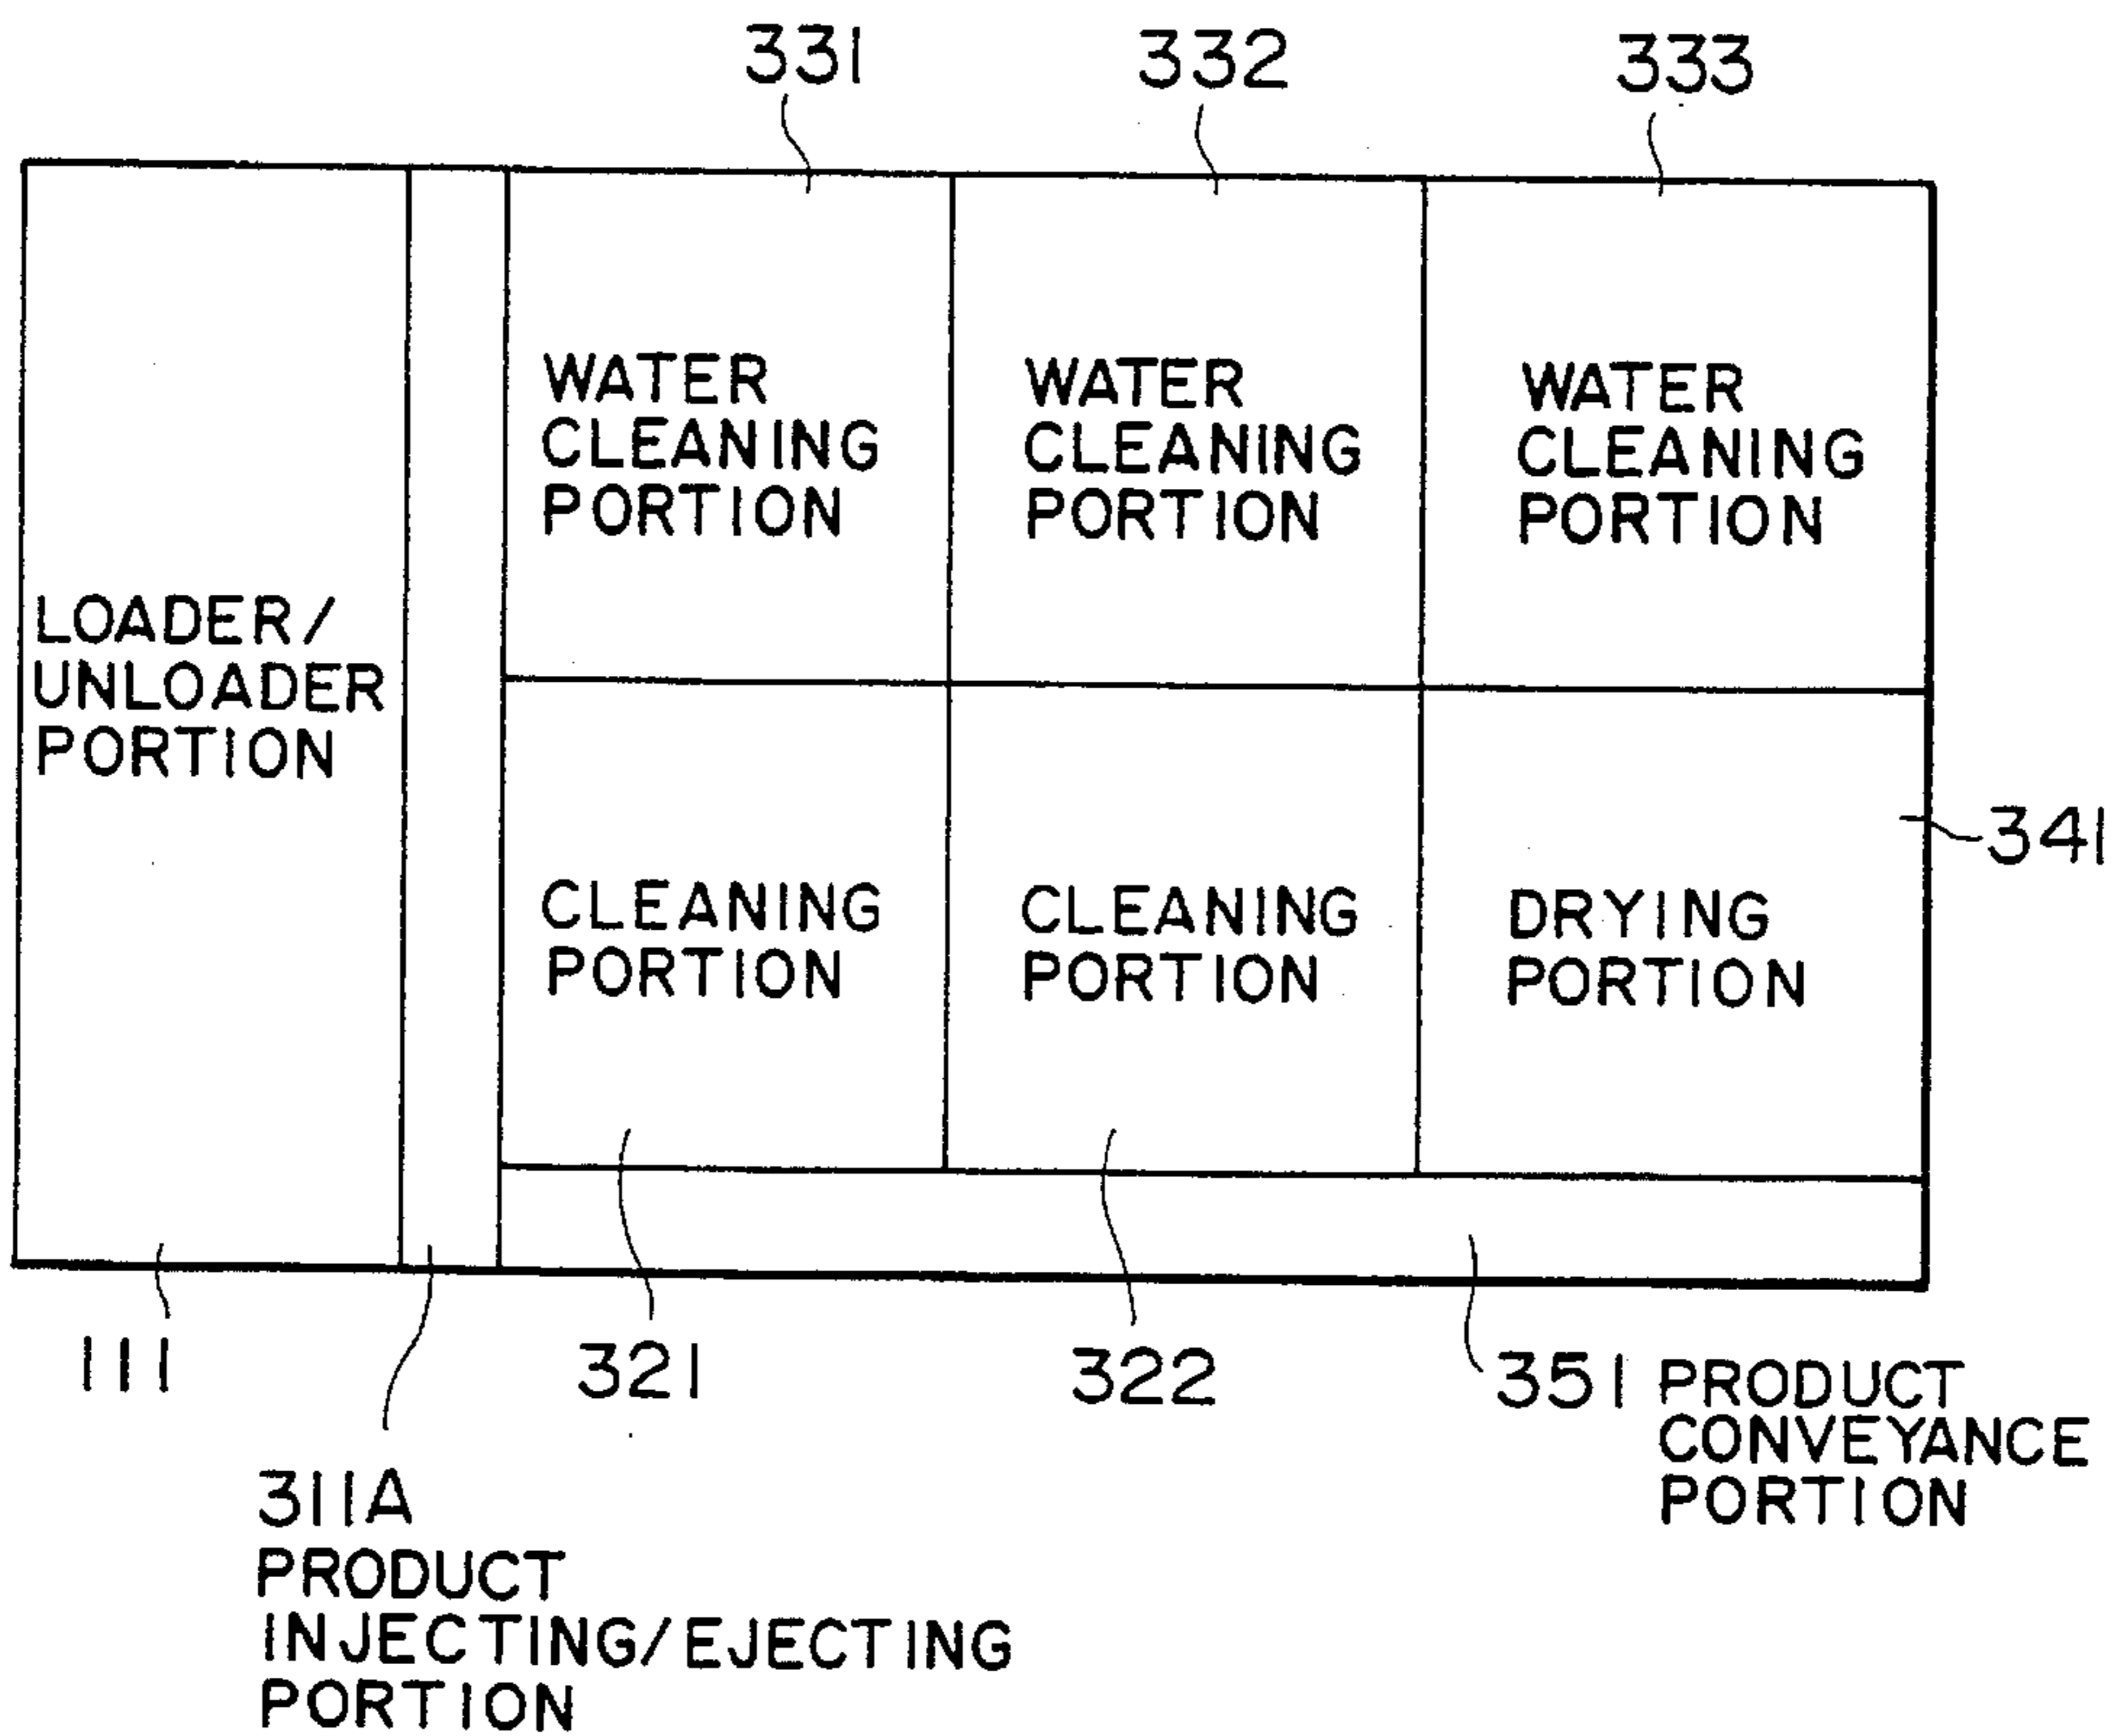 331
332
333
WATER
CLEANING
PORTION
WATER
CLEANING
PORTION
WATER
CLEANING
PORTION
LOADER/
UNLOADER
PORTION
341
CLEANING
PORTION
CLEANING
PORTION
DRYING
PORTION
111
321
322
351 PRODUCT
CONVEYANCE
PORTION
311A
PRODUCT
INJECTING/EJECTING
PORTION